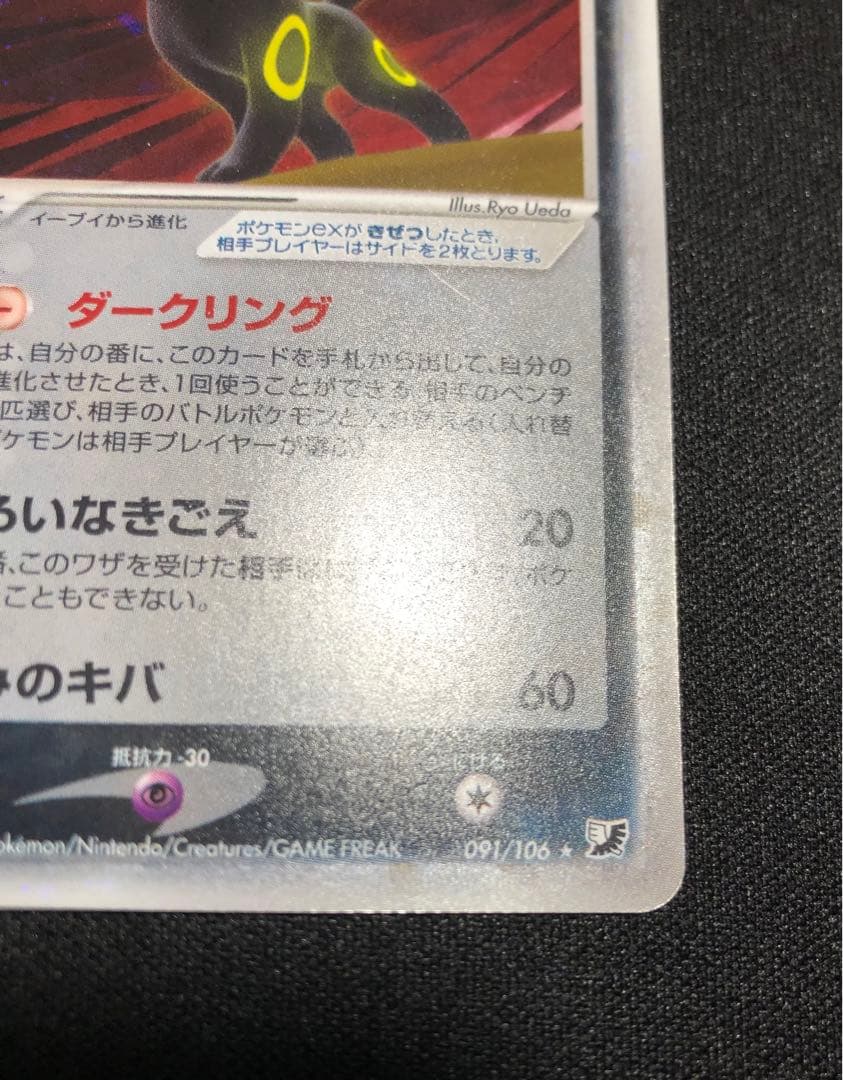 Illus.Ryo Ueda
イーブイから進化
ポケモンexが きぜつしたとき、
相手プレイヤーはサイドを2枚とります。
ダークリング
は、自分の番に、このカードを手札から出して、自分の
進化させたとき、1回使うことができる 相手のベンチ
匹選び、相手のバトルポケモンと入れ替える(入れ替
ケモンは相手プレイヤーが選ぶ)
ろいなきごえ 20
番、このワザを受けた相手は ポケ
こともできない。
みのキバ 60
抵抗力 -30
にげる
okémon/Nintendo/Creatures/GAME FREAK 091/106 ★